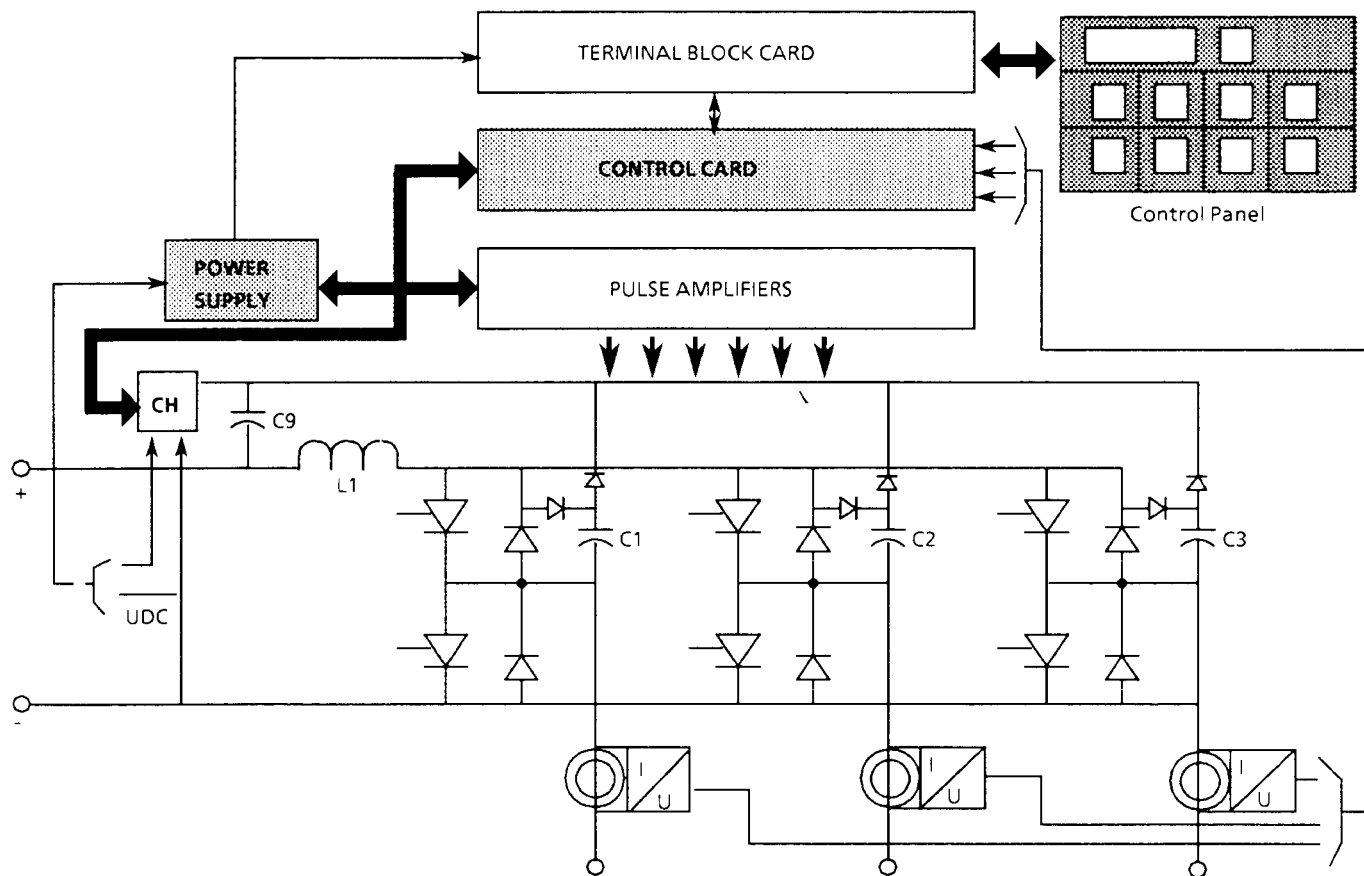 TERMINAL BLOCK CARD
CONTROL CARD
Control Panel
POWER
SUPPLY
PULSE AMPLIFIERS
CH
C9
+
L1
C1
C2
C3
UDC
-
I
U
I
U
I
U